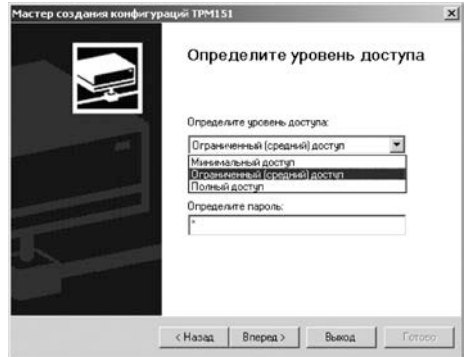 Мастер создания конфигураций ТРМ151
Определите уровень доступа
Определите уровень доступа:
Ограниченный (средний) доступ
Минимальный доступ
Ограниченный (средний) доступ
Полный доступ
Определите пароль:
*
< Назад
Вперед >
Выход
Готово